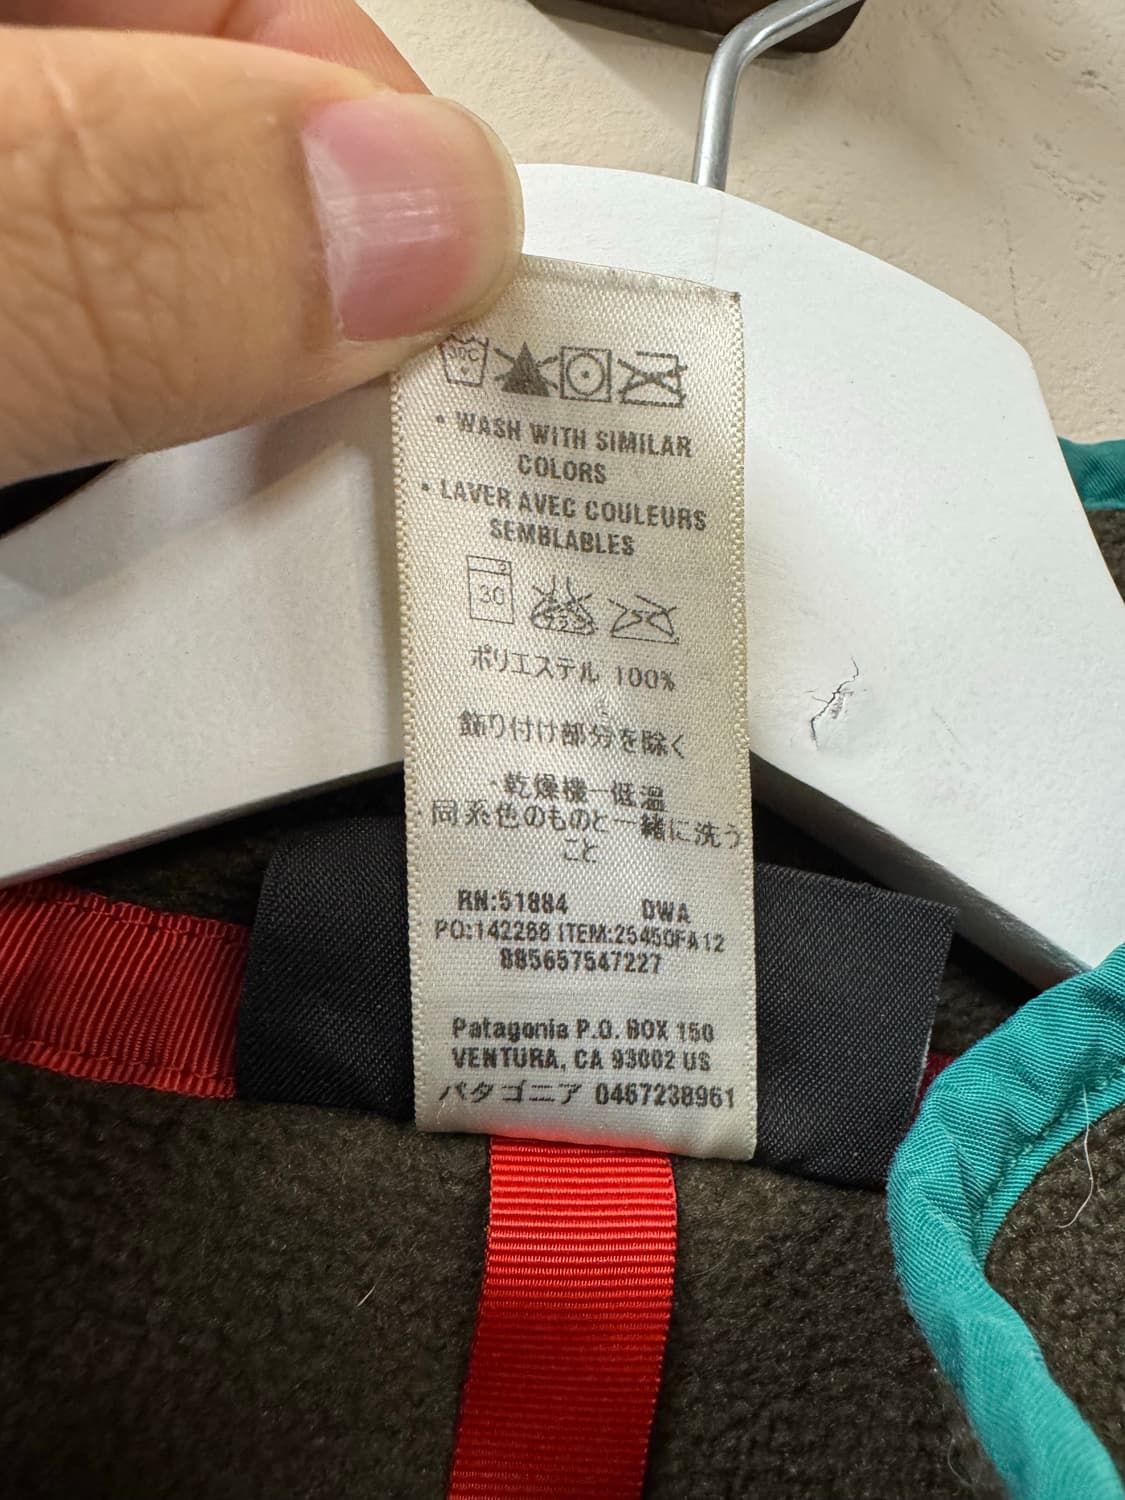 30C
• WASH WITH SIMILAR
COLORS
• LAVER AVEC COULEURS
SEMBLABLES
30
ポリエステル 100%
飾り付け部分を除く
・乾燥機ー低温
同系色のものと一緒に洗う
こと
RN:51884 DWA
PO:142268 ITEM:25450FA12
885657547227
Patagonia P.O. BOX 150
VENTURA, CA 93002 US
パタゴニア 0467238961